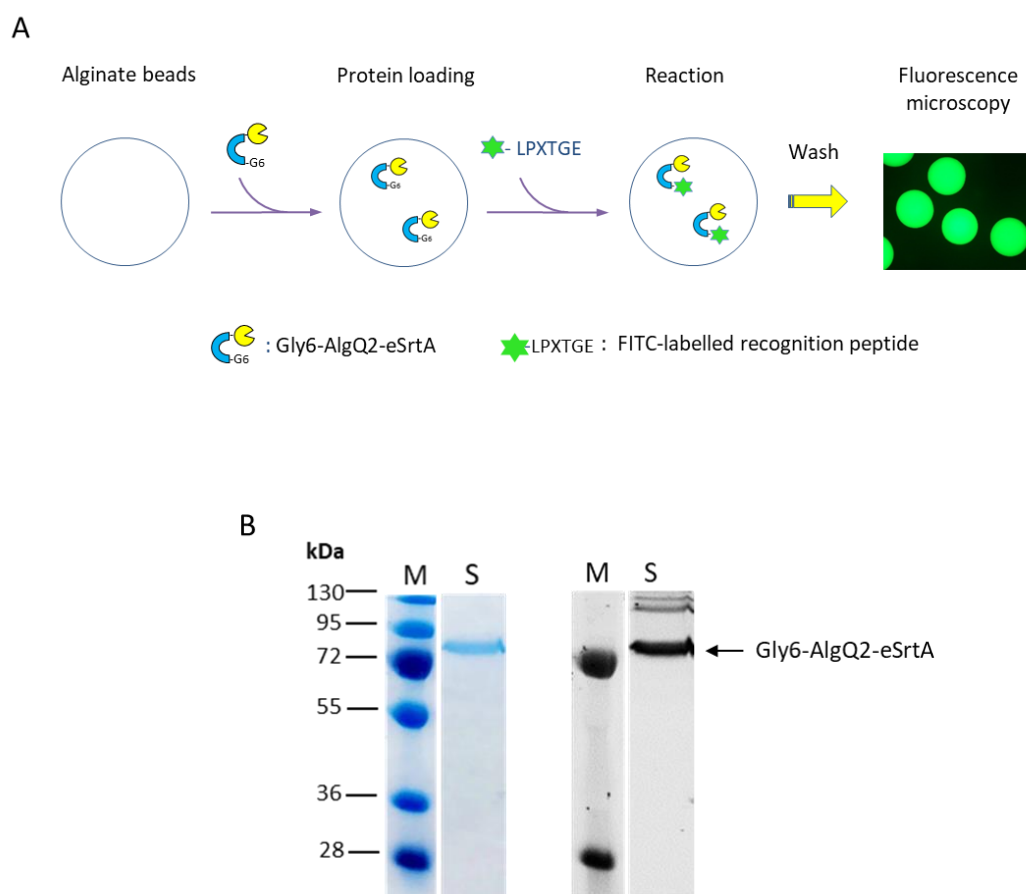 A
Alginate beads
Protein loading
Reaction
Fluorescence
microscopy
-G6
- LPXTGE
Wash
-G6
-G6
-G6
: Gly6-AlgQ2-eSrtA
-LPXTGE : FITC-labelled recognition peptide
B
kDa
M S M S
130
95
72
Gly6-AlgQ2-eSrtA
55
36
28